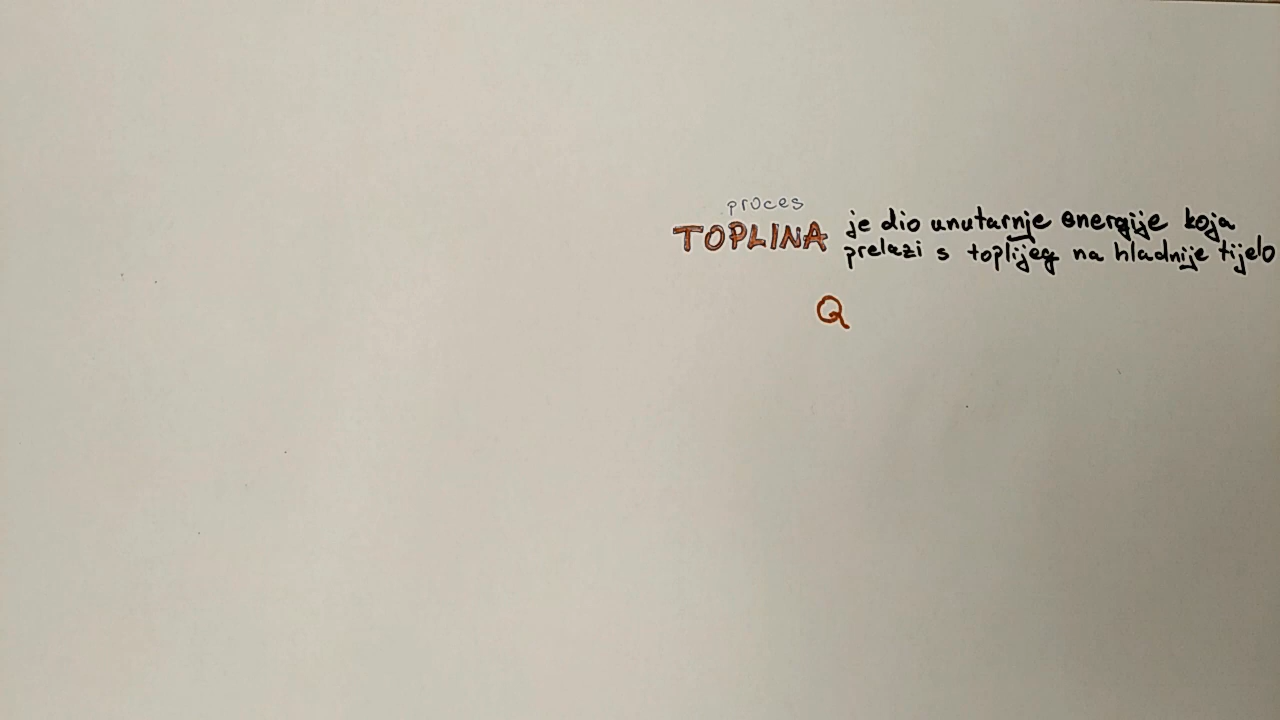 proces
TOPLINA je dio unutarnje energije koja
prelazi s toplijeg na hladnije tijelo
Q